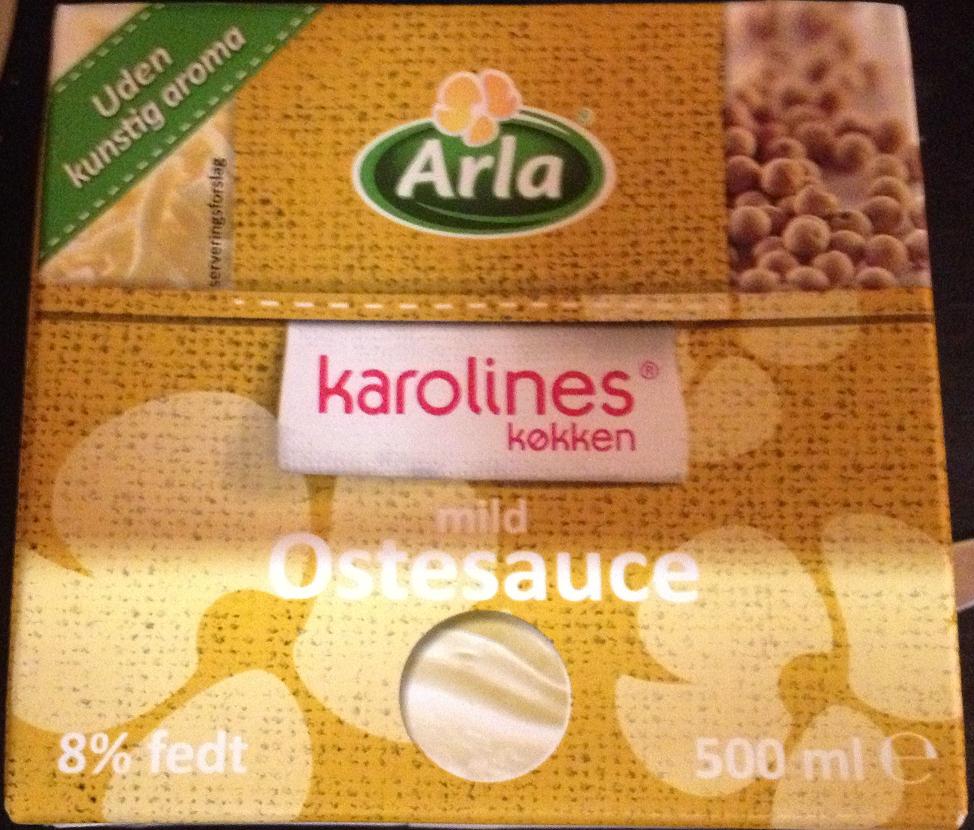 Uden
kunstig aroma
serveringsforslag
Arla ®
karolines®
køkken
mild
Ostesauce
8% fedt
500 ml ℮